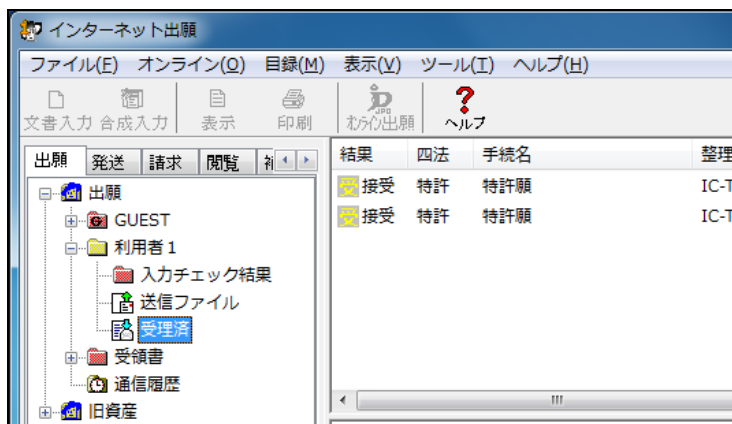 インターネット出願
ファイル(F) オンライン(O) 目録(M) 表示(V) ツール(T) ヘルプ(H)
文書入力 合成入力 表示 印刷 オンライン出願 ヘルプ
出願 発送 請求 閲覧
結果 四法 手続名 整理
出願
受 接受 特許 特許願 IC-T
GUEST
受 接受 特許 特許願 IC-T
利用者1
入力チェック結果
送信ファイル
受理済
受領書
通信履歴
旧資産